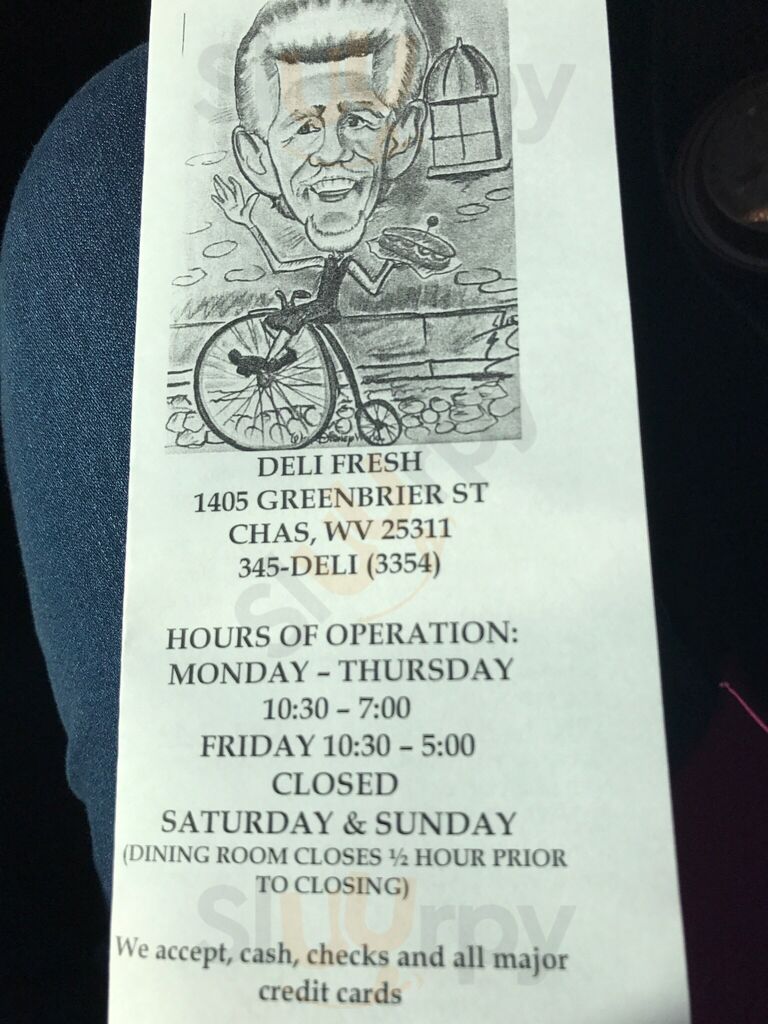 DELI FRESH
1405 GREENBRIER ST
CHAS, WV 25311
345-DELI (3354)
HOURS OF OPERATION:
MONDAY – THURSDAY
10:30 – 7:00
FRIDAY 10:30 – 5:00
CLOSED
SATURDAY & SUNDAY
(DINING ROOM CLOSES ½ HOUR PRIOR
TO CLOSING)
We accept, cash, checks and all major
credit cards